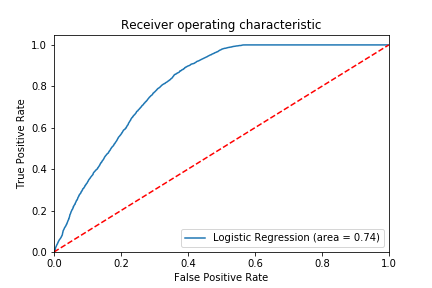 Receiver operating characteristic
True Positive Rate
1.0
0.8
0.6
0.4
0.2
0.0
Logistic Regression (area = 0.74)
0.0 0.2 0.4 0.6 0.8 1.0
False Positive Rate